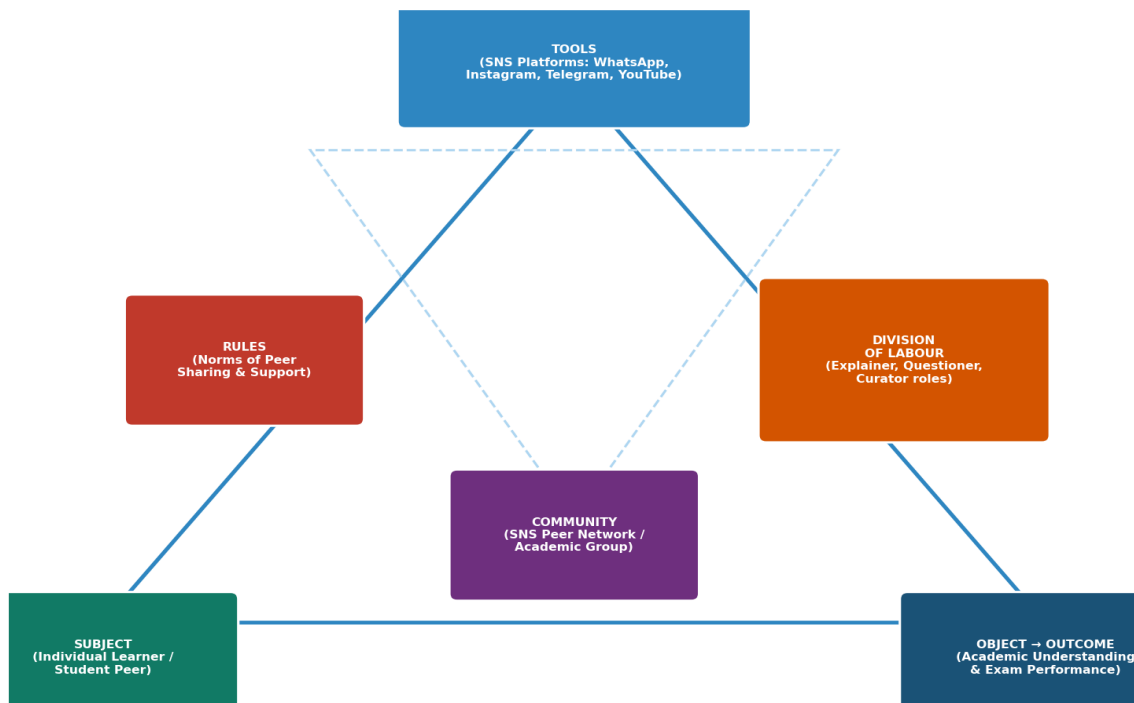 TOOLS
(SNS Platforms: WhatsApp,
Instagram, Telegram, YouTube)
RULES
(Norms of Peer
Sharing & Support)
DIVISION
OF LABOUR
(Explainer, Questioner,
Curator roles)
COMMUNITY
(SNS Peer Network /
Academic Group)
SUBJECT
(Individual Learner /
Student Peer)
OBJECT → OUTCOME
(Academic Understanding
& Exam Performance)